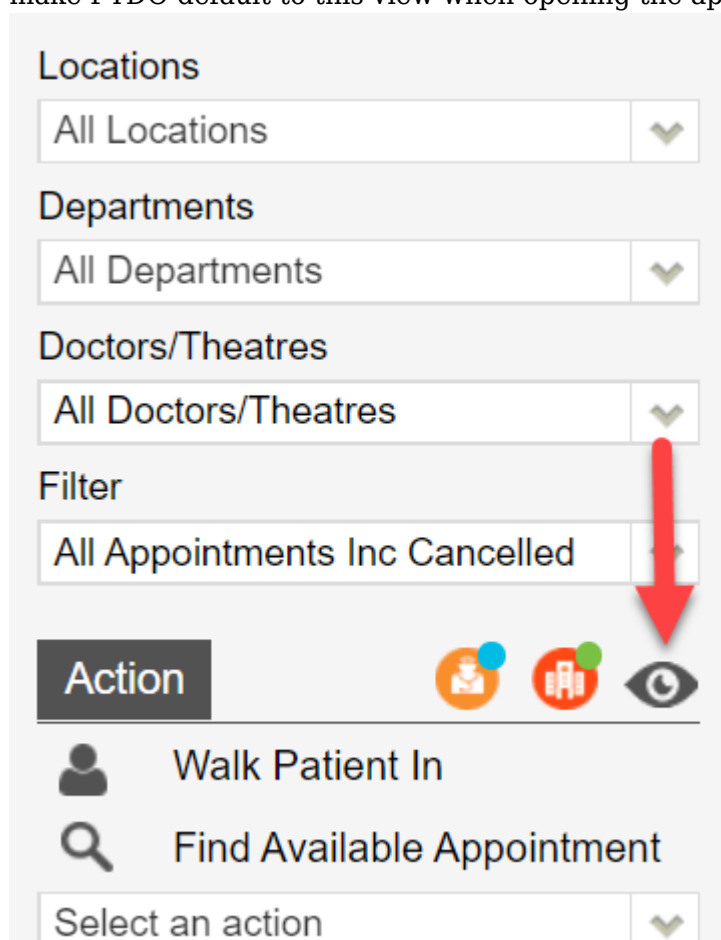 Locations
All Locations
Departments
All Departments
Doctors/Theatres
All Doctors/Theatres
Filter
All Appointments Inc Cancelled
Action
Walk Patient In
Find Available Appointment
Select an action